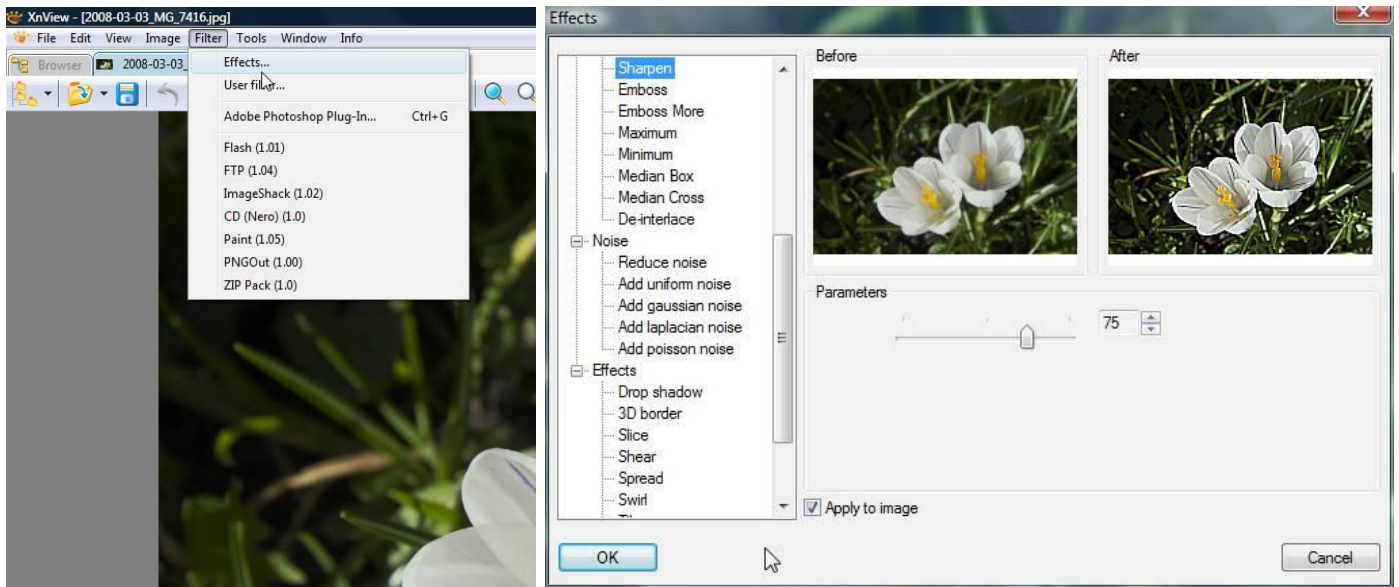 XnView - [2008-03-03_MG_7416.jpg]
File Edit View Image Filter Tools Window Info
Browser 2008-03-03_
Effects...
User filter...
Adobe Photoshop Plug-In... Ctrl+G
Flash (1.01)
FTP (1.04)
ImageShack (1.02)
CD (Nero) (1.0)
Paint (1.05)
PNGOut (1.00)
ZIP Pack (1.0)
Effects
Sharpen
Emboss
Emboss More
Maximum
Minimum
Median Box
Median Cross
De-interlace
Noise
Reduce noise
Add uniform noise
Add gaussian noise
Add laplacian noise
Add poisson noise
Effects
Drop shadow
3D border
Slice
Shear
Spread
Swirl
Before
After
Parameters
75
Apply to image
OK
Cancel